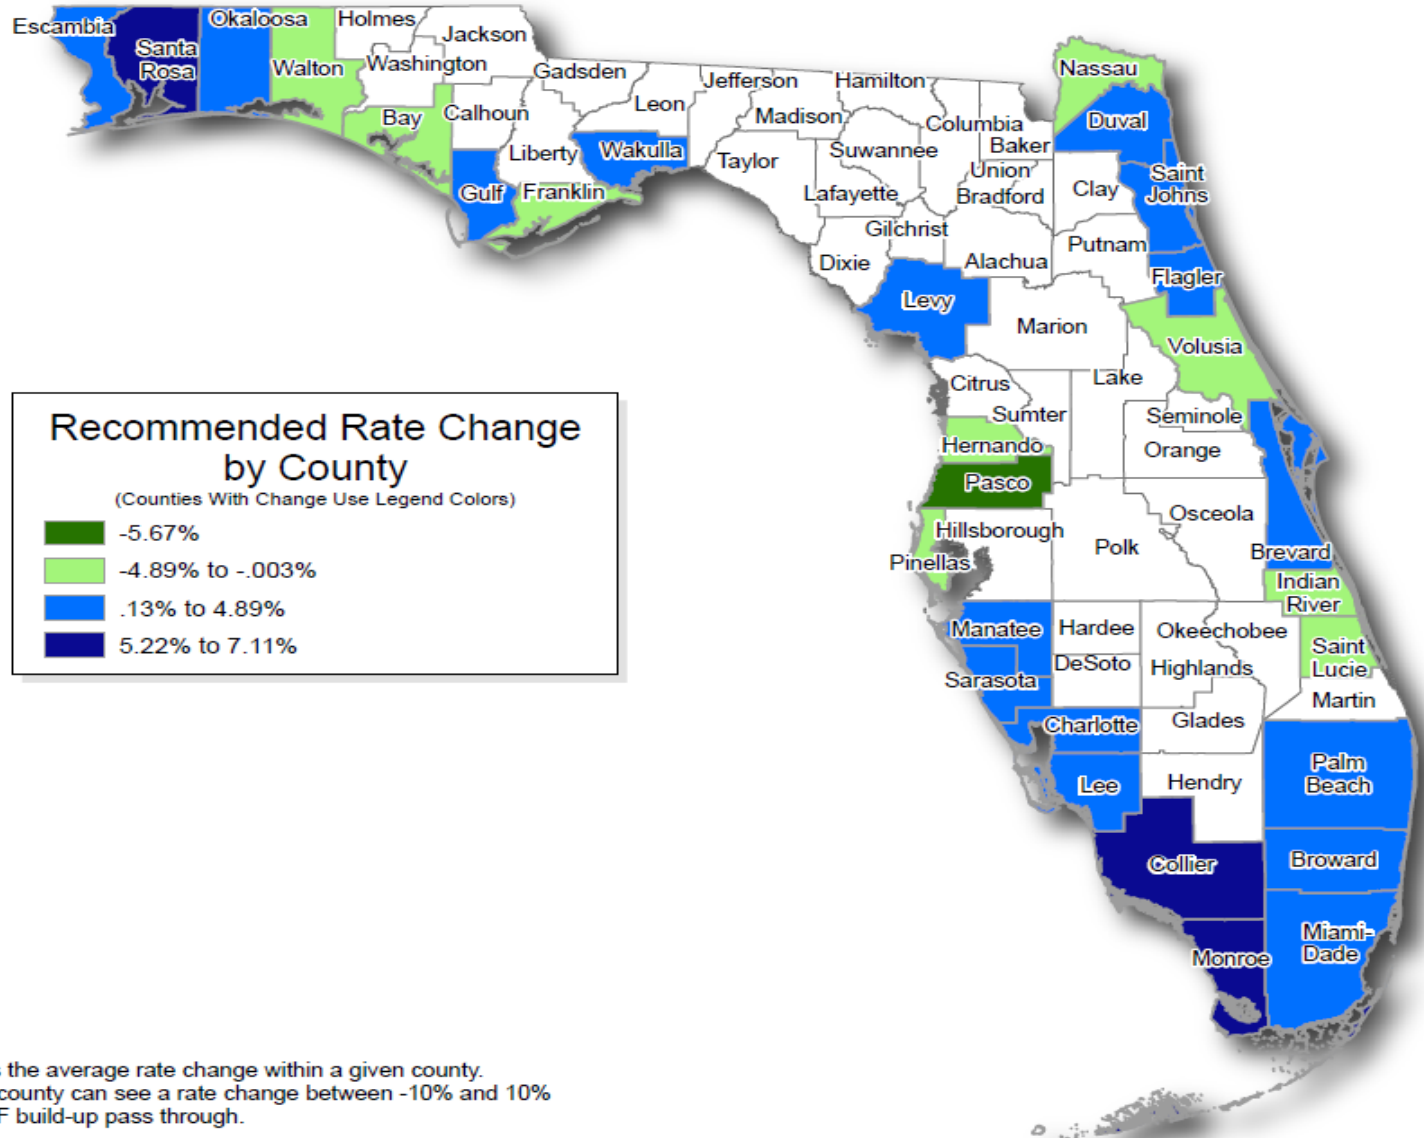 Escambia
Santa
Rosa
Okaloosa
Walton
Holmes
Washington
Jackson
Bay
Calhoun
Gulf
Gadsden
Liberty
Franklin
Leon
Wakulla
Jefferson
Madison
Taylor
Hamilton
Suwannee
Lafayette
Columbia
Baker
Union
Bradford
Gilchrist
Dixie
Alachua
Levy
Nassau
Duval
Clay
Saint
Johns
Putnam
Flagler
Marion
Volusia
Citrus
Sumter
Lake
Seminole
Orange
Hernando
Pasco
Hillsborough
Pinellas
Polk
Osceola
Brevard
Indian
River
Manatee
Hardee
Okeechobee
Saint
Lucie
Sarasota
DeSoto
Highlands
Martin
Charlotte
Glades
Lee
Hendry
Palm
Beach
Collier
Broward
Monroe
Miami-
Dade
Recommended Rate Change
by County
(Counties With Change Use Legend Colors)
-5.67%
-4.89% to -.003%
.13% to 4.89%
5.22% to 7.11%
the average rate change within a given county.
county can see a rate change between -10% and 10%
F build-up pass through.